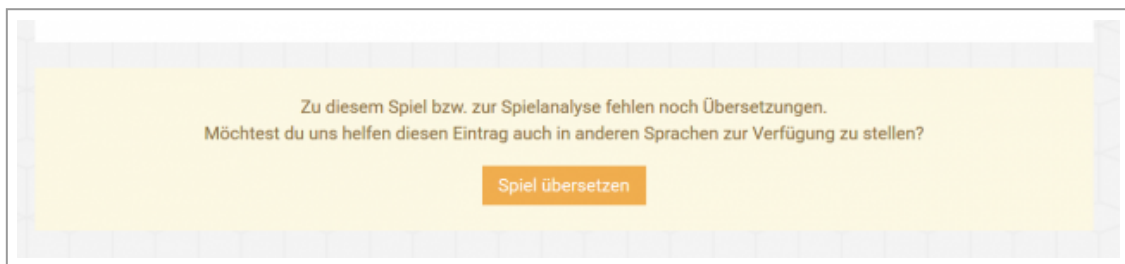 Zu diesem Spiel bzw. zur Spielanalyse fehlen noch Übersetzungen.
Möchtest du uns helfen diesen Eintrag auch in anderen Sprachen zur Verfügung zu stellen?
Spiel übersetzen